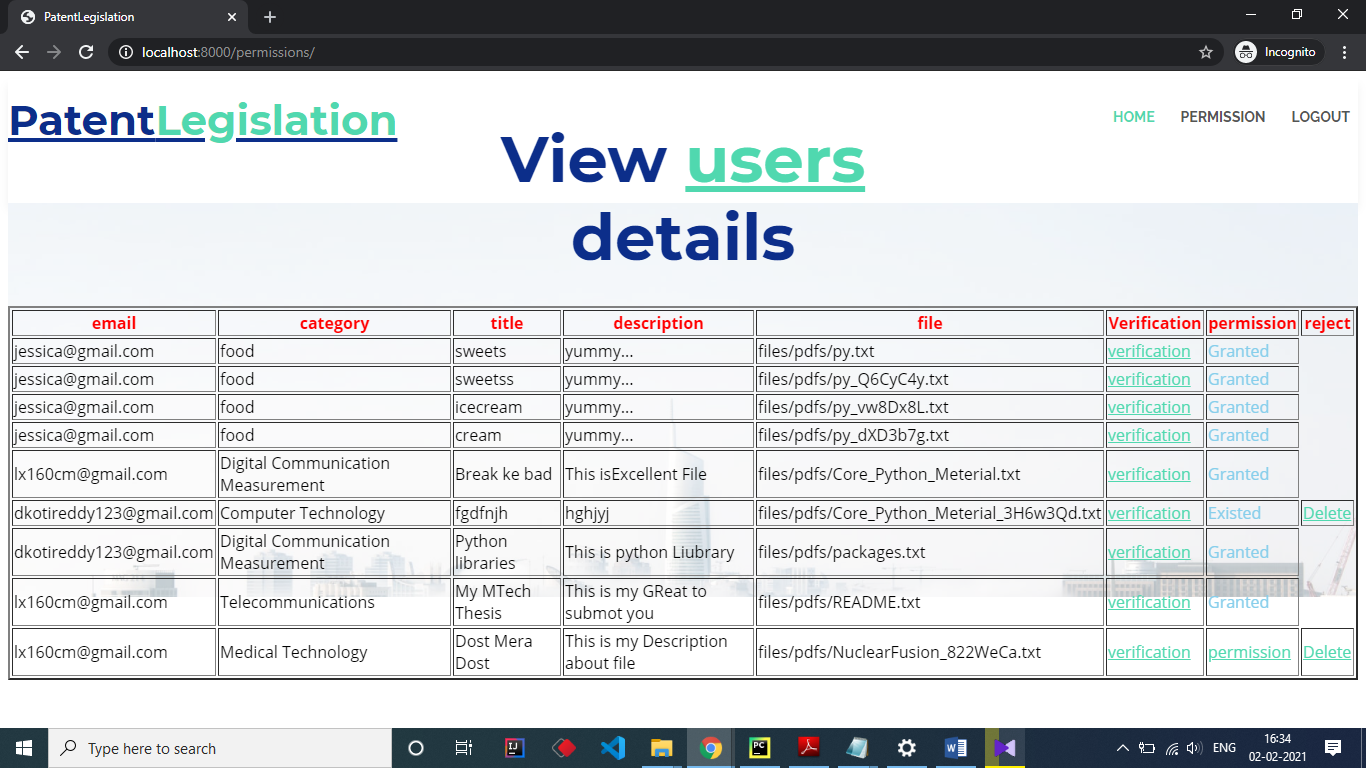 PatentLegislation
localhost:8000/permissions/
Incognito
PatentLegislation
HOME PERMISSION LOGOUT
View users
details
email category title description file Verification permission reject
jessica@gmail.com food sweets yummy... files/pdfs/py.txt verification Granted
jessica@gmail.com food sweetss yummy... files/pdfs/py_Q6CyC4y.txt verification Granted
jessica@gmail.com food icecream yummy... files/pdfs/py_vw8Dx8L.txt verification Granted
jessica@gmail.com food cream yummy... files/pdfs/py_dXD3b7g.txt verification Granted
lx160cm@gmail.com Digital Communication Measurement Break ke bad This isExcellent File files/pdfs/Core_Python_Meterial.txt verification Granted
dkotireddy123@gmail.com Computer Technology fgdfnjh hghjyj files/pdfs/Core_Python_Meterial_3H6w3Qd.txt verification Existed Delete
dkotireddy123@gmail.com Digital Communication Measurement Python libraries This is python Liubrary files/pdfs/packages.txt verification Granted
lx160cm@gmail.com Telecommunications My MTech Thesis This is my GReat to submot you files/pdfs/README.txt verification Granted
lx160cm@gmail.com Medical Technology Dost Mera Dost This is my Description about file files/pdfs/NuclearFusion_822WeCa.txt verification permission Delete
Type here to search
ENG
16:34
02-02-2021